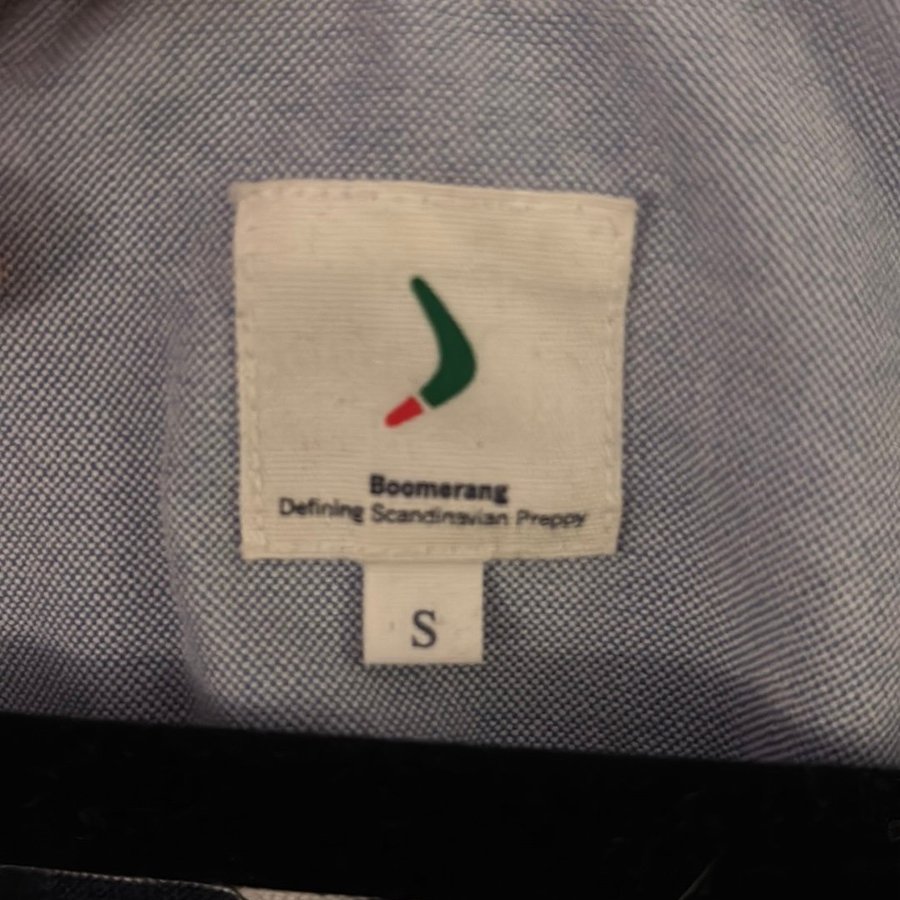 Boomerang
Defining Scandinavian Preppy
S